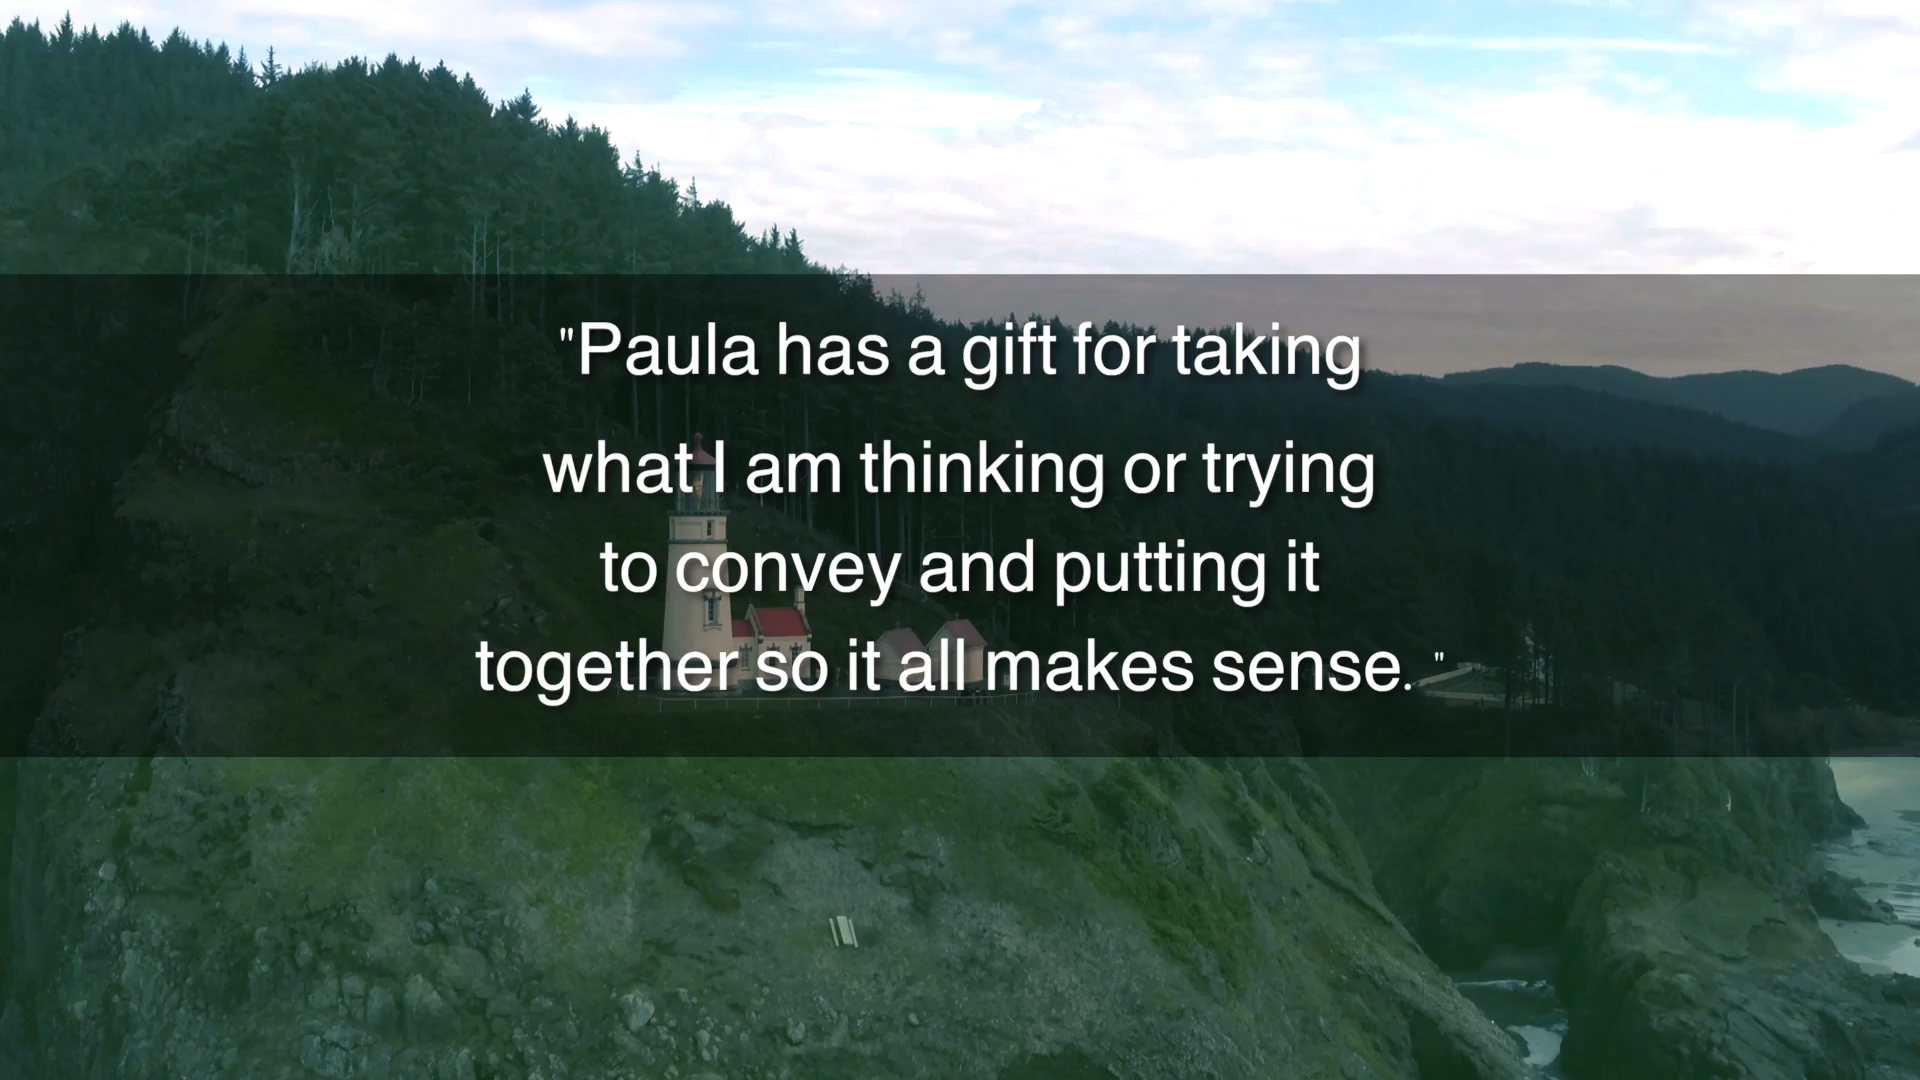 "Paula has a gift for taking
what I am thinking or trying
to convey and putting it
together so it all makes sense. "